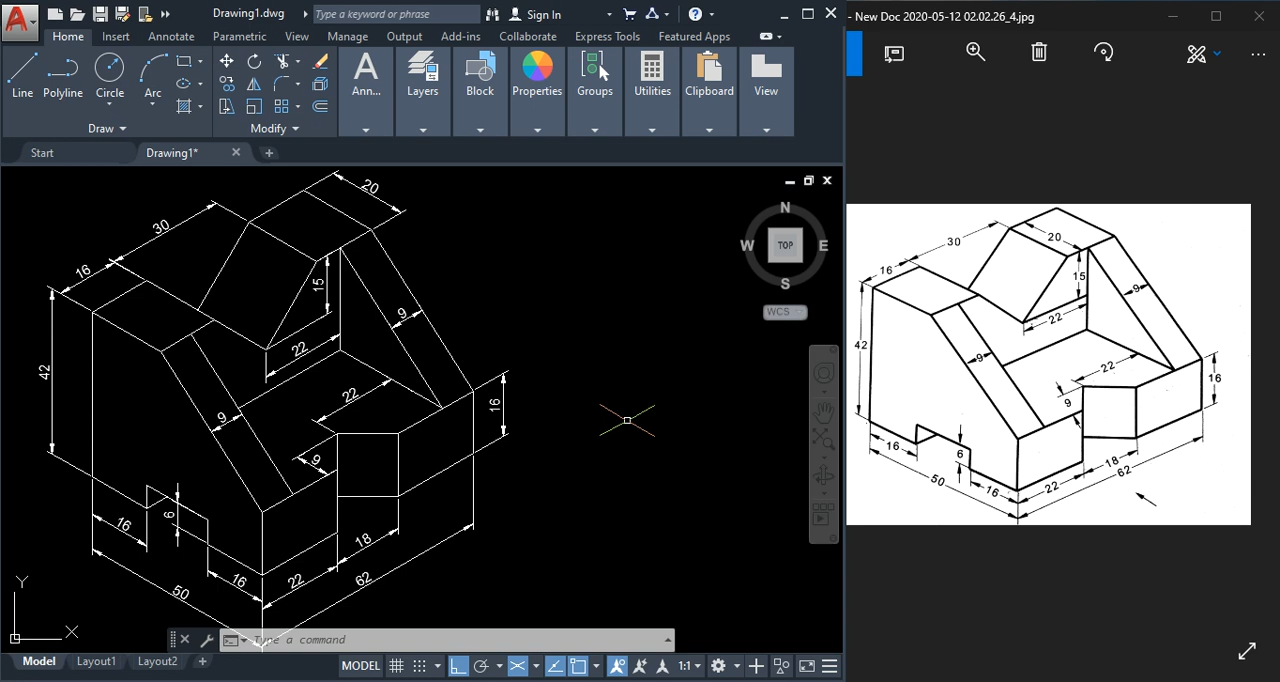 A Drawing1.dwg Type a keyword or phrase Sign In
Home Insert Annotate Parametric View Manage Output Add-ins Collaborate Express Tools Featured Apps
Line Polyline Circle Arc
Draw Modify
Ann... Layers Block Properties Groups Utilities Clipboard View
Start Drawing1*
N
W TOP E
S
WCS
20
30
16
15
9
42
22
22
16
9
9
6
16
16
18
22
50
62
Y
X
Type a command
Model Layout1 Layout2
MODEL 1:1
- New Doc 2020-05-12 02.02.26_4.jpg
20
30
16
15
9
22
42
9
22
16
9
6
16
18
50
16
22
62